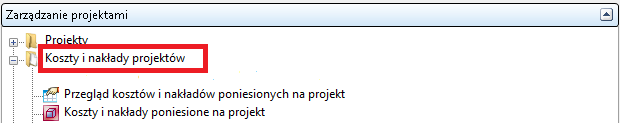 Zarządzanie projektami
Projekty
Koszty i nakłady projektów
Przegląd kosztów i nakładów poniesionych na projekt
Koszty i nakłady poniesione na projekt